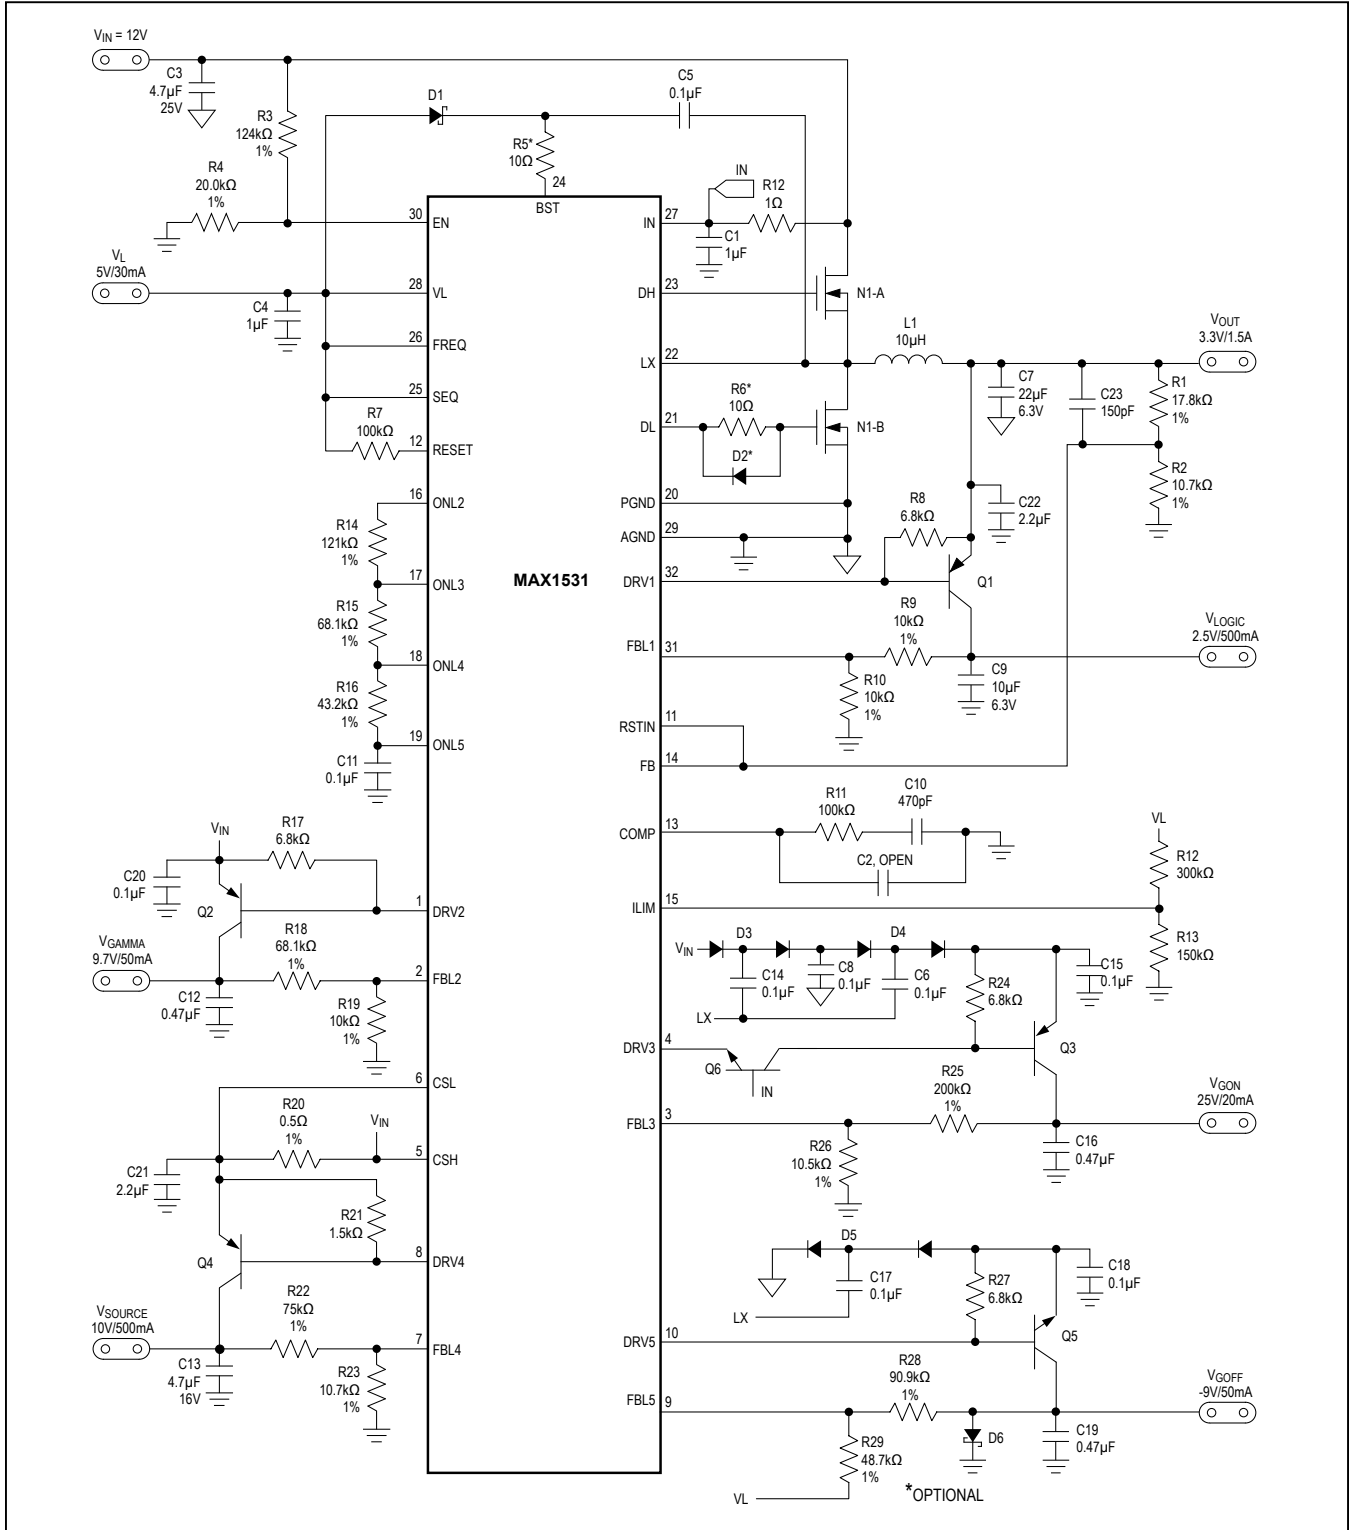 VIN = 12V
C3
4.7µF
25V
R3
124kΩ
1%
R4
20.0kΩ
1%
D1
C5
0.1µF
R5*
10Ω
24
BST
30
EN
VL
5V/30mA
28
VL
C4
1µF
26
FREQ
25
SEQ
R7
100kΩ
12
RESET
16
ONL2
R14
121kΩ
1%
17
ONL3
R15
68.1kΩ
1%
18
ONL4
R16
43.2kΩ
1%
19
ONL5
C11
0.1µF
VIN
R17
6.8kΩ
C20
0.1µF
Q2
1
DRV2
VGAMMA
9.7V/50mA
R18
68.1kΩ
1%
2
FBL2
C12
0.47µF
R19
10kΩ
1%
6
CSL
R20
0.5Ω
1%
VIN
5
CSH
C21
2.2µF
R21
1.5kΩ
Q4
8
DRV4
VSOURCE
10V/500mA
R22
75kΩ
1%
7
FBL4
C13
4.7µF
16V
R23
10.7kΩ
1%
MAX1531
IN
IN
27
R12
1Ω
C1
1µF
DH
23
N1-A
LX
22
L1
10µH
VOUT
3.3V/1.5A
C7
22µF
6.3V
C23
150pF
R1
17.8kΩ
1%
R6*
10Ω
DL
21
D2*
N1-B
R2
10.7kΩ
1%
PGND
20
AGND
29
R8
6.8kΩ
C22
2.2µF
DRV1
32
Q1
R9
10kΩ
1%
VLOGIC
2.5V/500mA
FBL1
31
R10
10kΩ
1%
C9
10µF
6.3V
RSTIN
11
FB
14
R11
100kΩ
C10
470pF
COMP
13
C2, OPEN
VL
R12
300kΩ
ILIM
15
R13
150kΩ
VIN
D3
D4
C14
0.1µF
C8
0.1µF
C6
0.1µF
R24
6.8kΩ
C15
0.1µF
LX
DRV3
4
Q6
IN
Q3
R25
200kΩ
1%
VGON
25V/20mA
FBL3
3
R26
10.5kΩ
1%
C16
0.47µF
D5
C17
0.1µF
LX
R27
6.8kΩ
C18
0.1µF
DRV5
10
Q5
R28
90.9kΩ
1%
VGOFF
-9V/50mA
FBL5
9
R29
48.7kΩ
1%
D6
C19
0.47µF
VL
*OPTIONAL